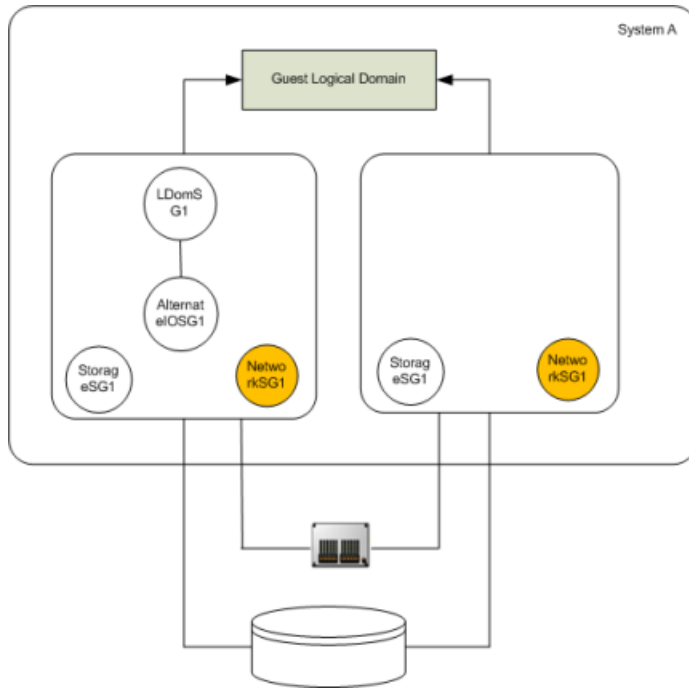 System A
Guest Logical Domain
LDomS
G1
Alternat
eIOSG1
Storag
eSG1
Netwo
rkSG1
Storag
eSG1
Netwo
rkSG1